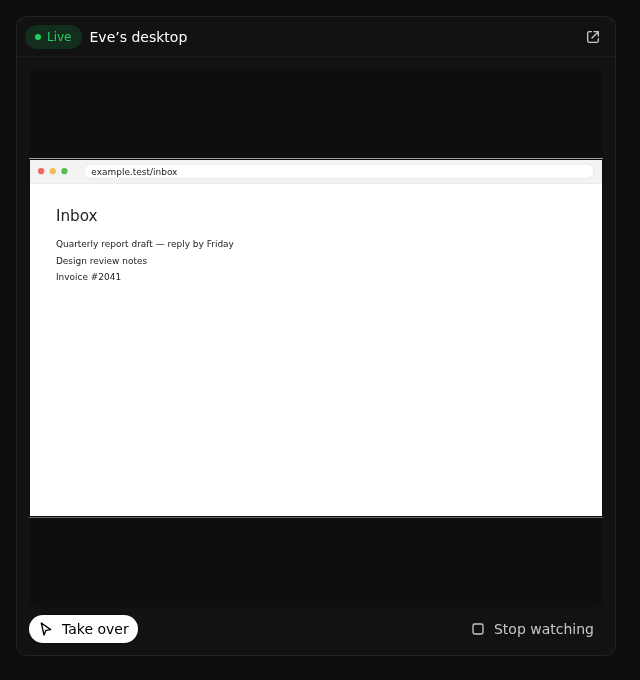 Live
Eve’s desktop
example.test/inbox
Inbox
Quarterly report draft — reply by Friday
Design review notes
Invoice #2041
Take over
Stop watching